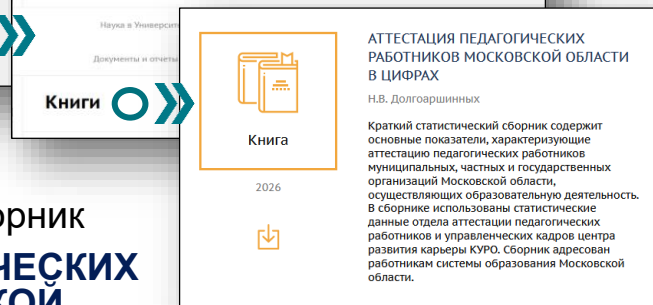 Наука в Университе
Документы и отчеты
Книги
АТТЕСТАЦИЯ ПЕДАГОГИЧЕСКИХ
РАБОТНИКОВ МОСКОВСКОЙ ОБЛАСТИ
В ЦИФРАХ
Н.В. Долгоаршинных
Книга
2026
Краткий статистический сборник содержит
основные показатели, характеризующие
аттестацию педагогических работников
муниципальных, частных и государственных
организаций Московской области,
осуществляющих образовательную деятельность.
В сборнике использованы статистические
данные отдела аттестации педагогических
работников и управленческих кадров центра
развития карьеры КУРО. Сборник адресован
работникам системы образования Московской
области.
орник
ЧЕСКИХ
КОЙ